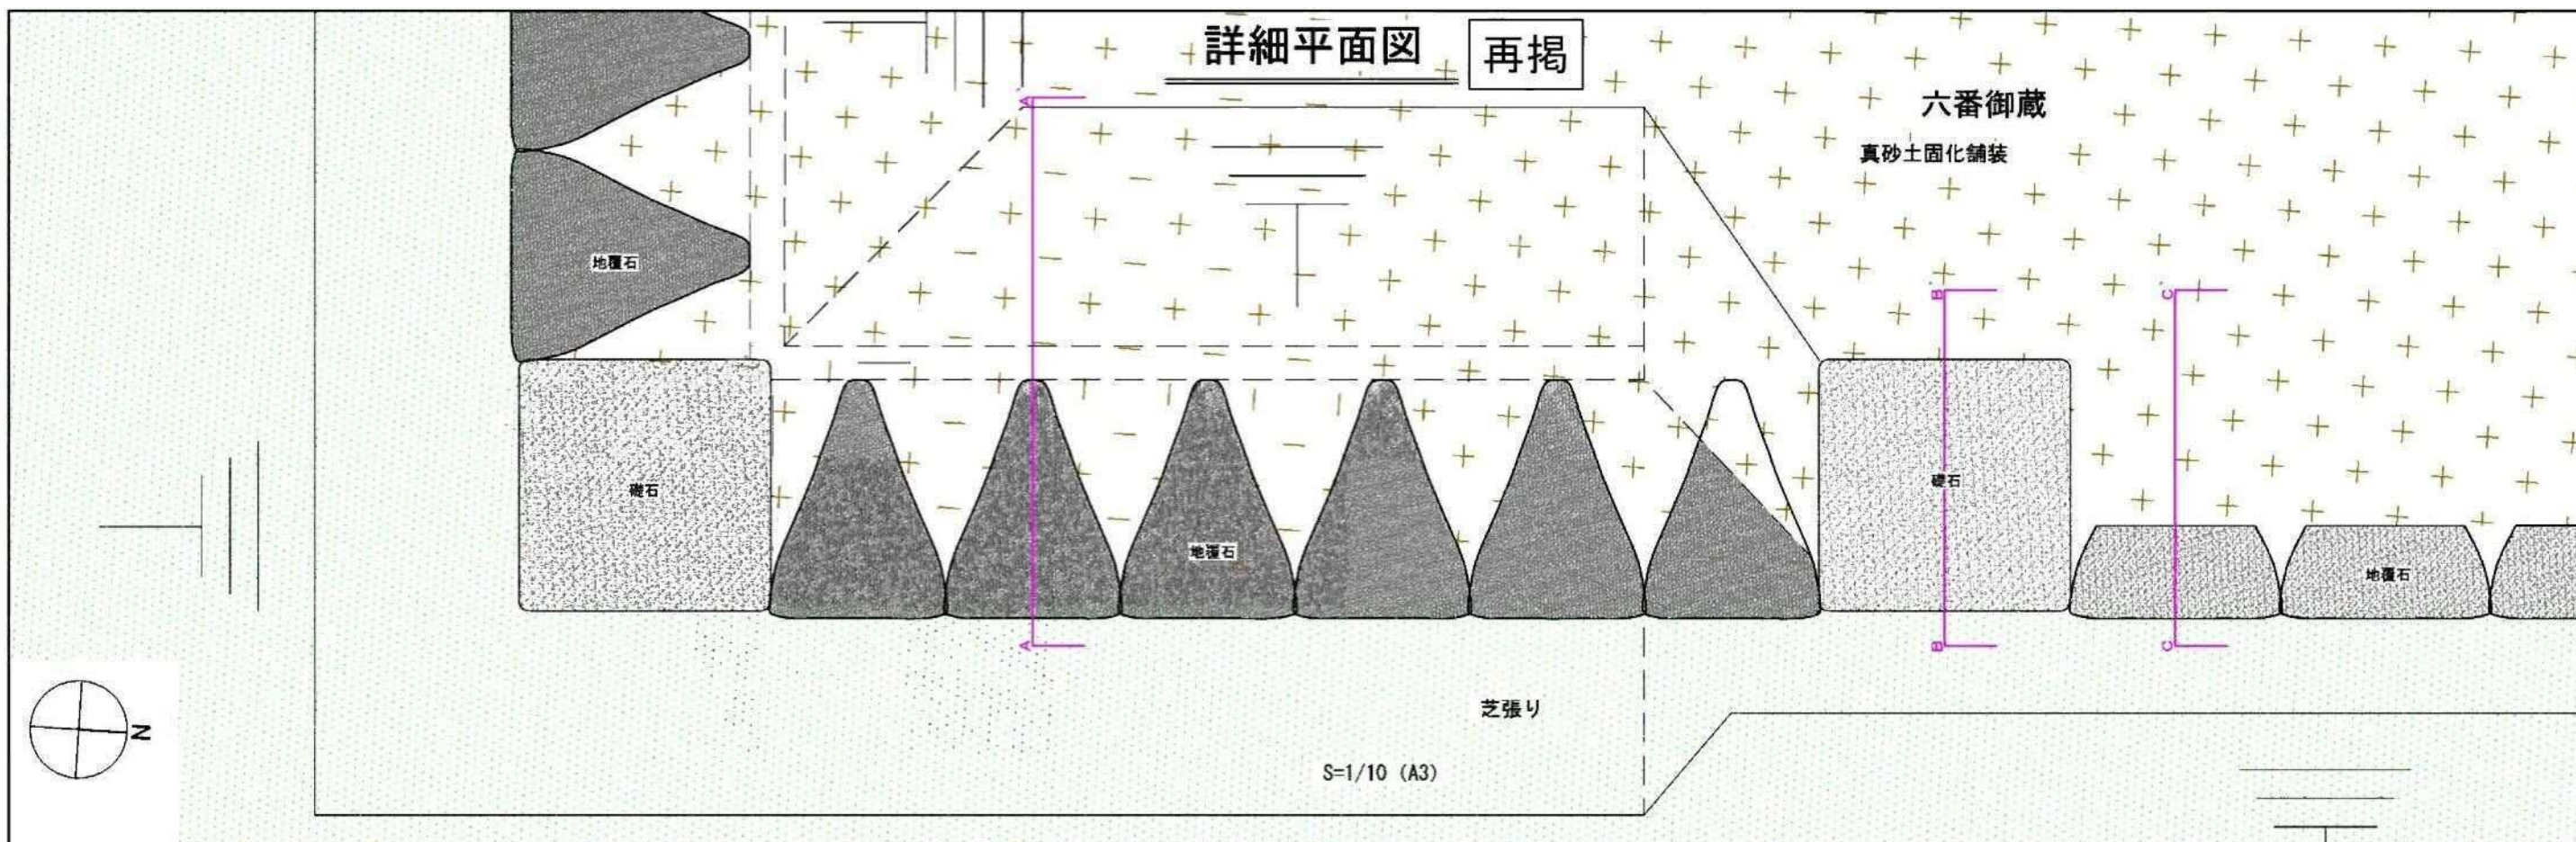 詳細平面図
再掲
六番御蔵
真砂土固化舗装
地覆石
A
B
C
礎石
礎石
地覆石
地覆石
A
B
C
芝張り
N
S=1/10 (A3)